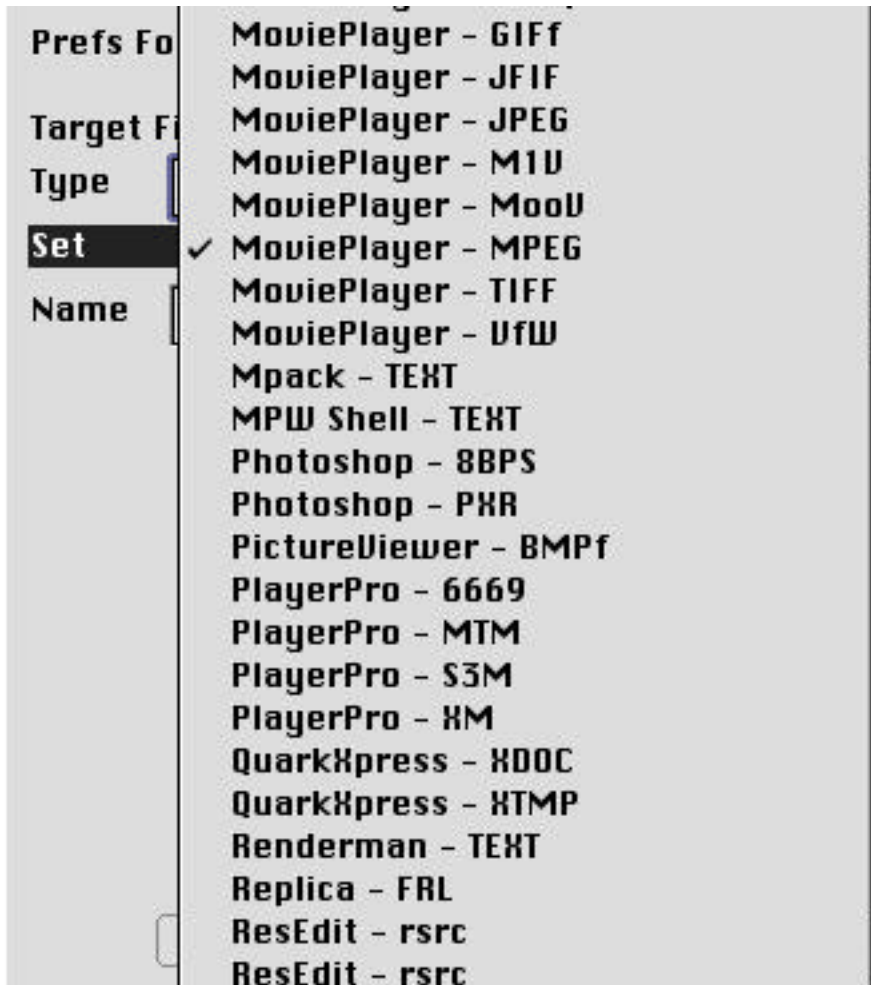 Prefs Fo
Target Fi
Type
Set
Name
MoviePlayer - GIFf
MoviePlayer - JFIF
MoviePlayer - JPEG
MoviePlayer - M1V
MoviePlayer - MooV
✓ MoviePlayer - MPEG
MoviePlayer - TIFF
MoviePlayer - VfW
Mpack - TEXT
MPW Shell - TEXT
Photoshop - 8BPS
Photoshop - PXR
PictureViewer - BMPf
PlayerPro - 6669
PlayerPro - MTM
PlayerPro - S3M
PlayerPro - XM
QuarkXpress - XDOC
QuarkXpress - XTMP
Renderman - TEXT
Replica - FRL
ResEdit - rsrc
ResEdit - rsrc